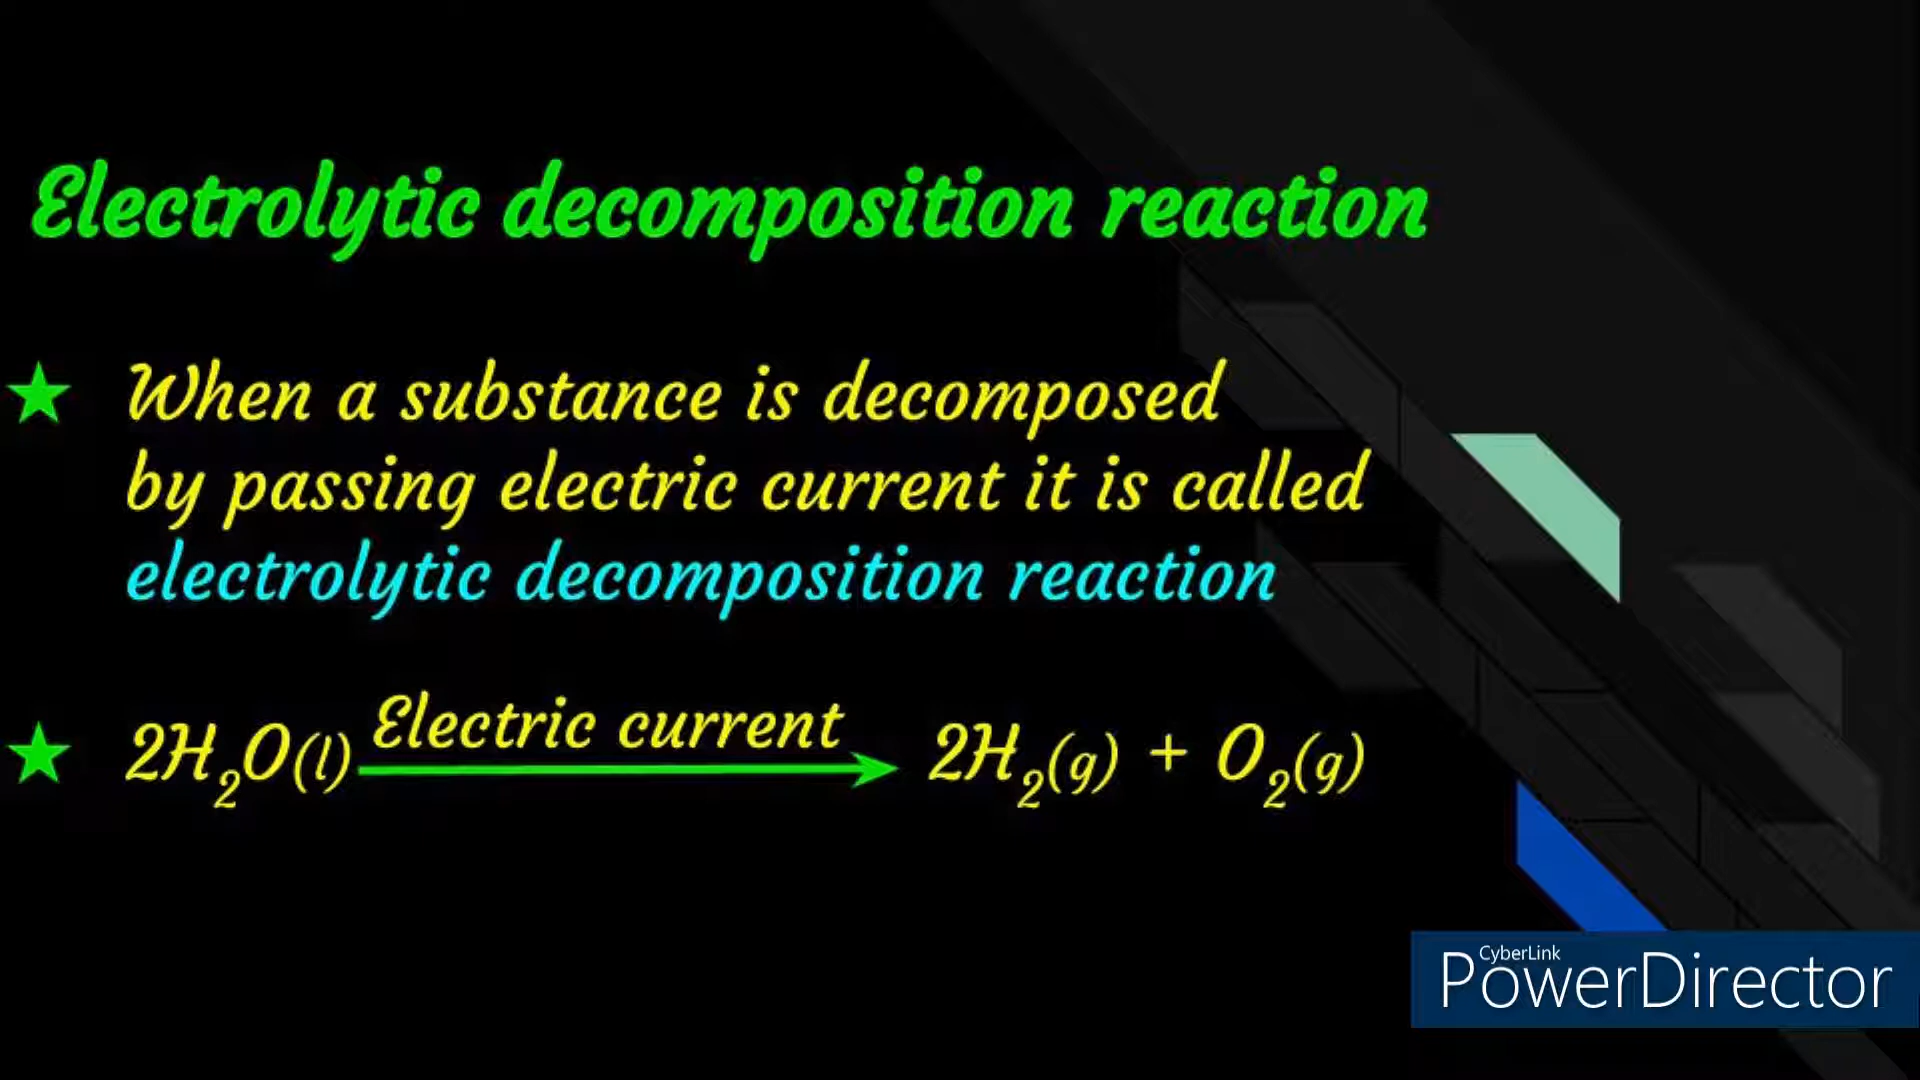 Electrolytic decomposition reaction
★ When a substance is decomposed
by passing electric current it is called
electrolytic decomposition reaction
★ 2H₂O(l) Electric current → 2H₂(g) + O₂(g)
CyberLink
PowerDirector